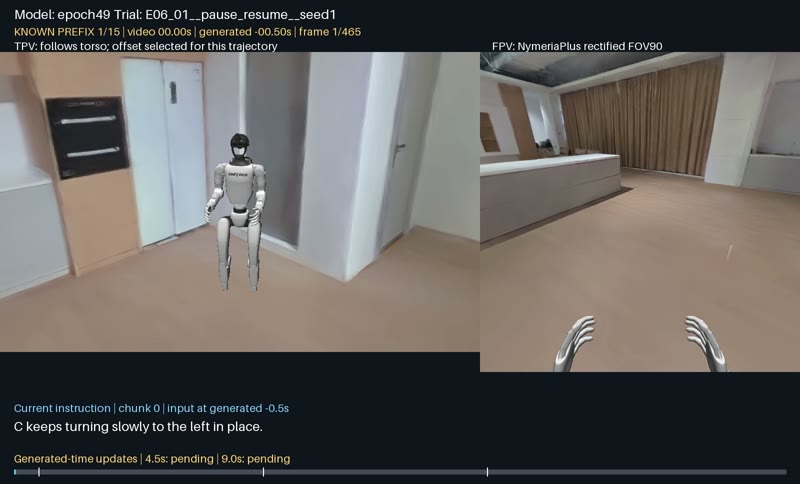 Model: epoch49 Trial: E06_01__pause_resume__seed1
KNOWN PREFIX 1/15 | video 00.00s | generated -00.50s | frame 1/465
TPV: follows torso; offset selected for this trajectory
FPV: NymeriaPlus rectified FOV90
Current instruction | chunk 0 | input at generated -0.5s
C keeps turning slowly to the left in place.
Generated-time updates | 4.5s: pending | 9.0s: pending